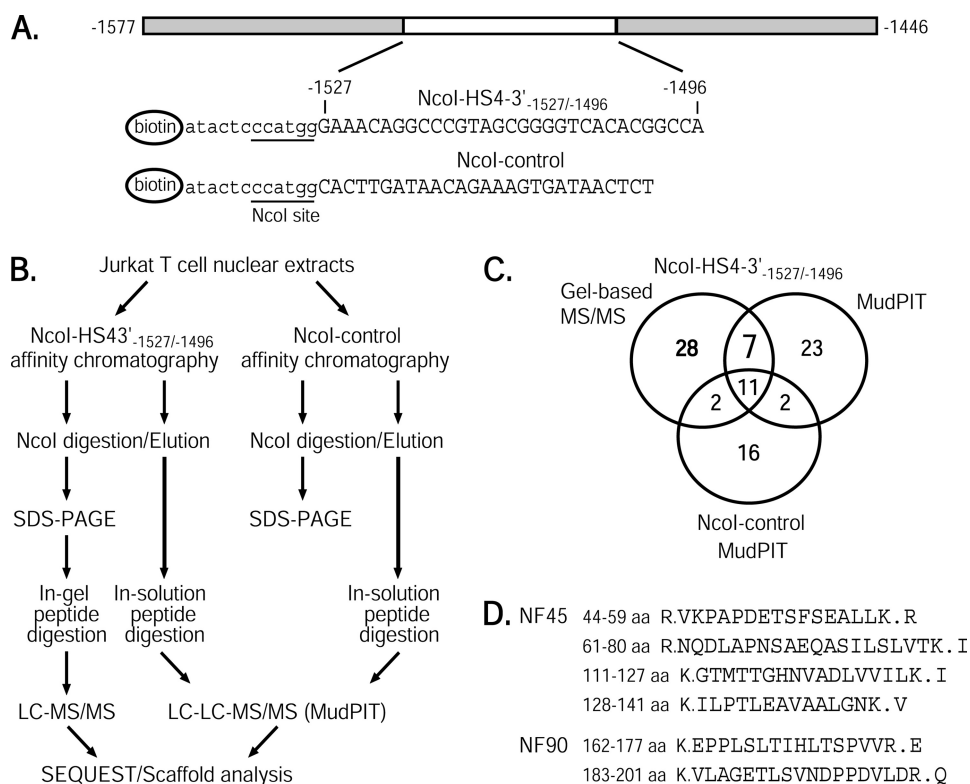 A.
-1577
-1446
-1527
NcoI-HS4-3'-1527/-1496
-1496
biotin atactcccatggGAAACAGGCCCGTAGCGGGGTCACACGGCCA
NcoI-control
biotin atactcccatggCACTTGATAACAGAAAGTGATAACTCT
NcoI site
B.
Jurkat T cell nuclear extracts
NcoI-HS43'-1527/-1496
affinity chromatography
NcoI-control
affinity chromatography
NcoI digestion/Elution
NcoI digestion/Elution
SDS-PAGE
SDS-PAGE
In-gel
peptide
digestion
In-solution
peptide
digestion
In-solution
peptide
digestion
LC-MS/MS
LC-LC-MS/MS (MudPIT)
SEQUEST/Scaffold analysis
C.
NcoI-HS4-3'-1527/-1496
Gel-based
MS/MS
MudPIT
28
7
23
11
2
2
16
NcoI-control
MudPIT
D.
NF45 44-59 aa R.VKPAPDETSFSEALLK.R
61-80 aa R.NQDLAPNSAEQASILSLVTK.I
111-127 aa K.GTMTTGHNVADLVVILK.I
128-141 aa K.ILPTLEAVAALGNK.V
NF90 162-177 aa K.EPPLSLTIHLTSPVVR.E
183-201 aa K.VLAGETLSVNDPPDVLDR.Q